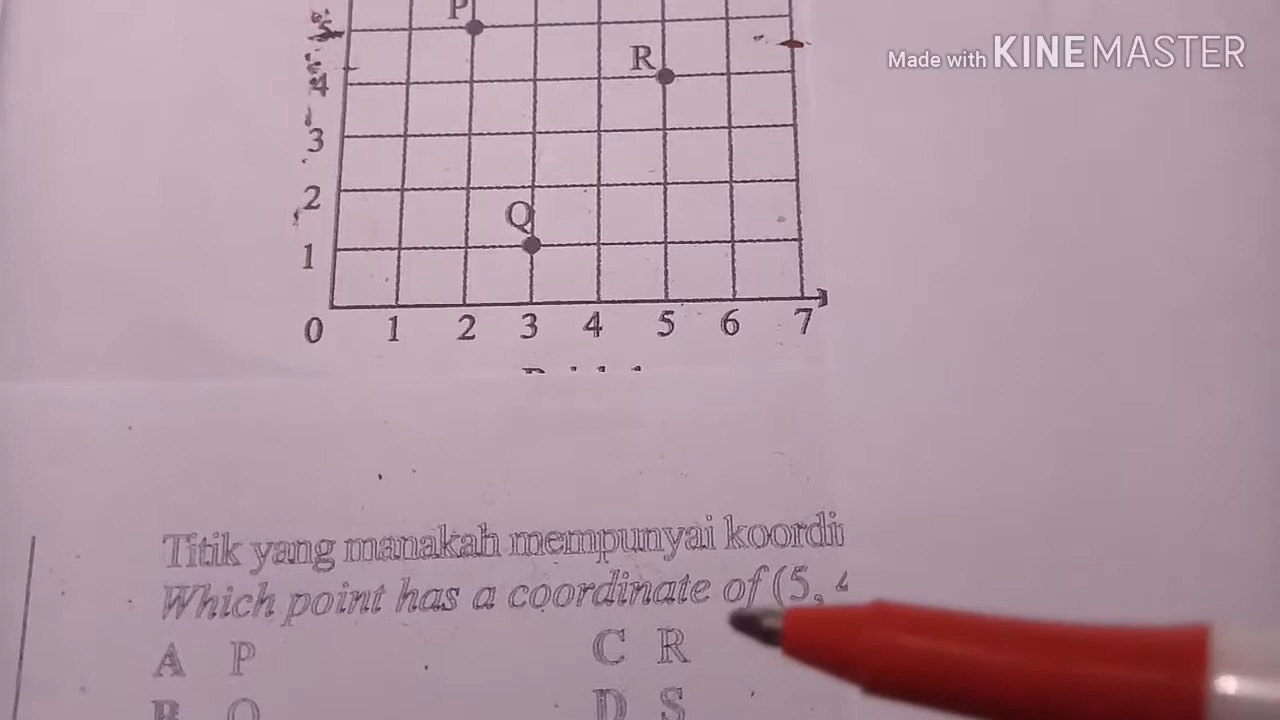 Made with KINEMASTER
P
5
R
4
3
2
Q
1
0 1 2 3 4 5 6 7
Titik yang manakah mempunyai
Which point has a coordinate of (5,
A P C R
B Q D S